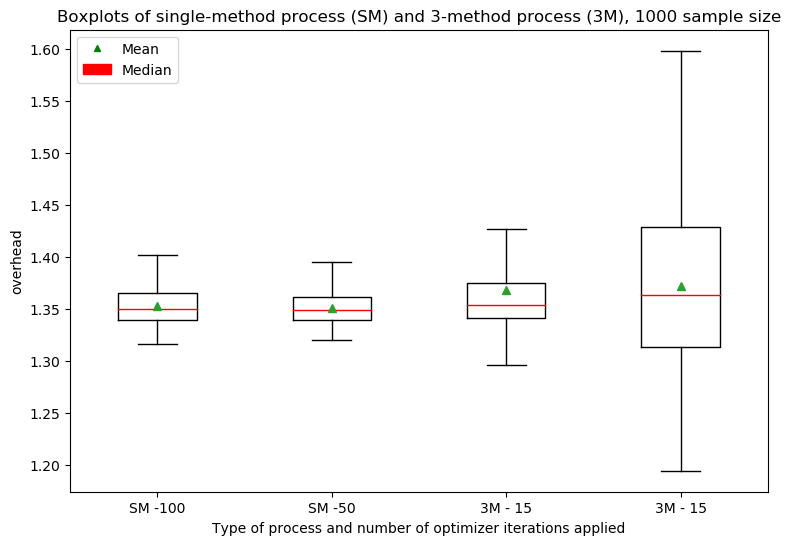 Boxplots of single-method process (SM) and 3-method process (3M), 1000 sample size
Mean
Median
1.60
1.55
1.50
1.45
1.40
1.35
1.30
1.25
1.20
overhead
SM -100
SM -50
3M - 15
3M - 15
Type of process and number of optimizer iterations applied